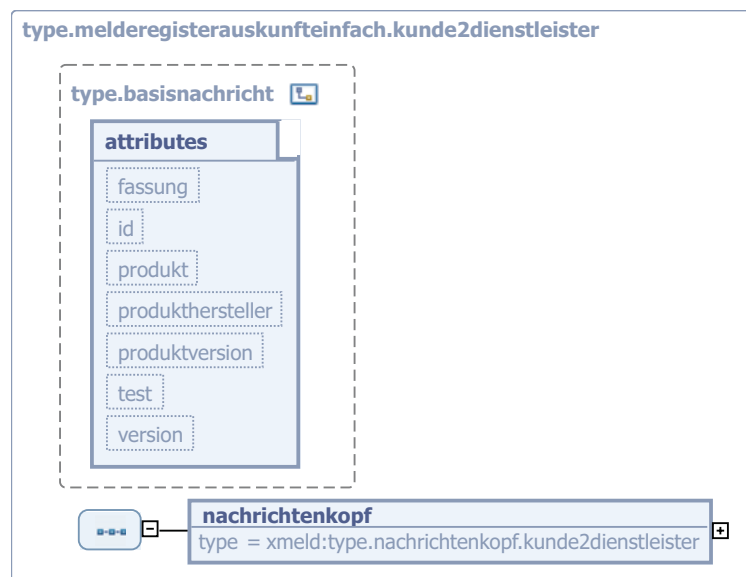 type.melderegisterauskunfteinfach.kunde2dienstleister
type.basisnachricht
attributes
fassung
id
produkt
produkthersteller
produktversion
test
version
nachrichtenkopf
type = xmeld:type.nachrichtenkopf.kunde2dienstleister